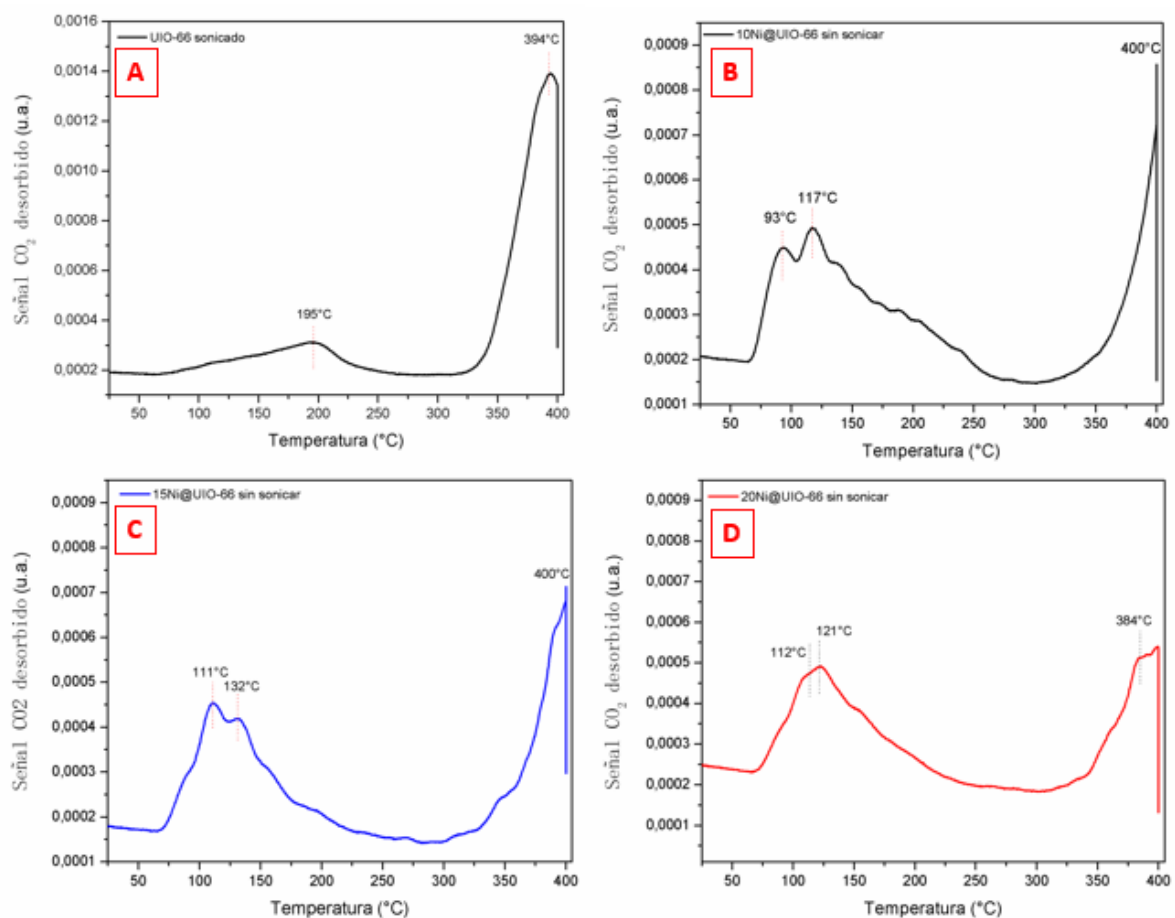 0,0016
0,0014
0,0012
0,0010
0,0008
0,0006
0,0004
0,0002
Señal CO₂ desorbido (u.a.)
UIO-66 sonicado
A
394°C
195°C
50 100 150 200 250 300 350 400
Temperatura (°C)
0,0009
0,0008
0,0007
0,0006
0,0005
0,0004
0,0003
0,0002
0,0001
Señal CO₂ desorbido (u.a.)
10Ni@UIO-66 sin sonicar
B
400°C
93°C
117°C
50 100 150 200 250 300 350 400
Temperatura (°C)
0,0009
0,0008
0,0007
0,0006
0,0005
0,0004
0,0003
0,0002
0,0001
Señal CO2 desorbido (u.a.)
15Ni@UIO-66 sin sonicar
C
400°C
111°C
132°C
50 100 150 200 250 300 350 400
Temperatura (°C)
0,0009
0,0008
0,0007
0,0006
0,0005
0,0004
0,0003
0,0002
0,0001
Señal CO₂ desorbido (u.a.)
20Ni@UIO-66 sin sonicar
D
112°C
121°C
384°C
50 100 150 200 250 300 350 400
Temperatura (°C)